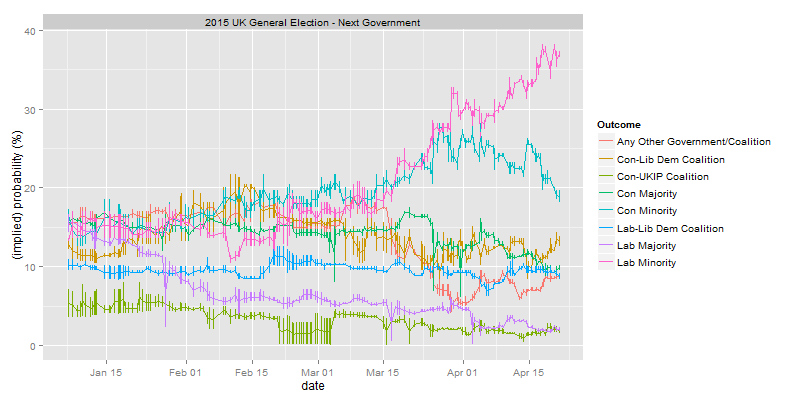 2015 UK General Election - Next Government
40
30
20
10
0
(implied) probability (%)
Jan 15
Feb 01
Feb 15
Mar 01
Mar 15
Apr 01
Apr 15
date
Outcome
Any Other Government/Coalition
Con-Lib Dem Coalition
Con-UKIP Coalition
Con Majority
Con Minority
Lab-Lib Dem Coalition
Lab Majority
Lab Minority